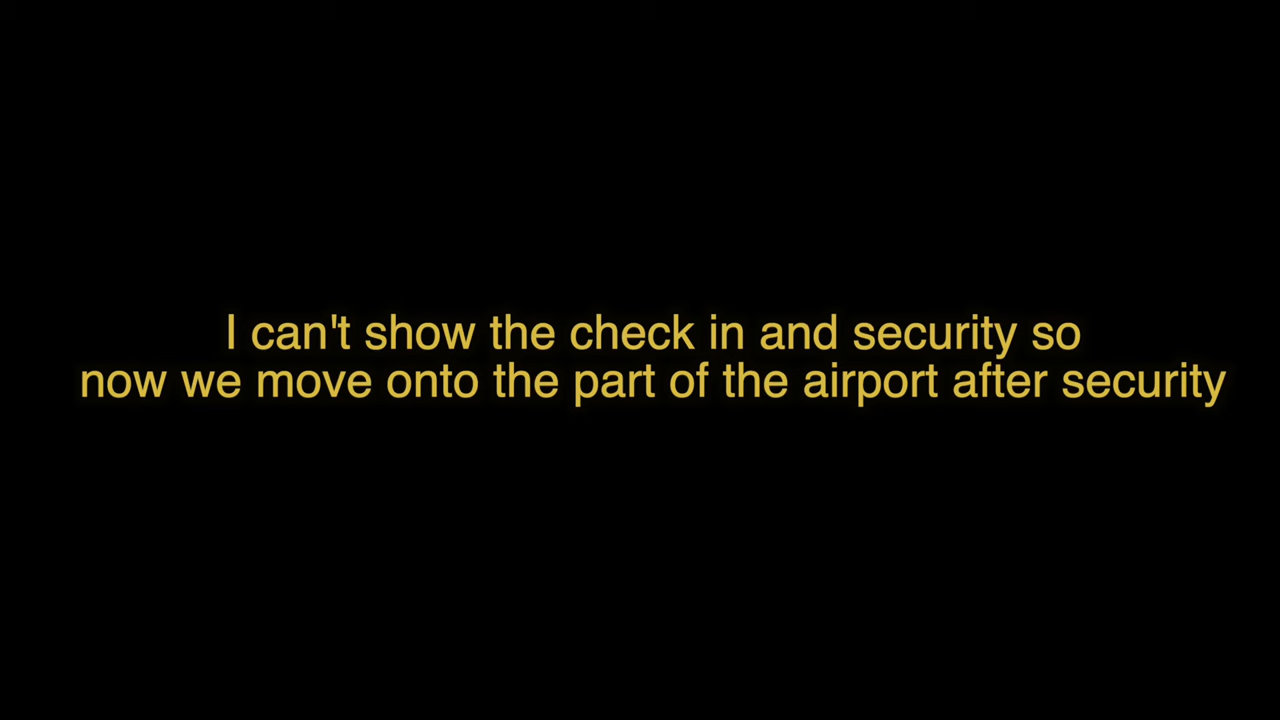 I can't show the check in and security so
now we move onto the part of the airport after security